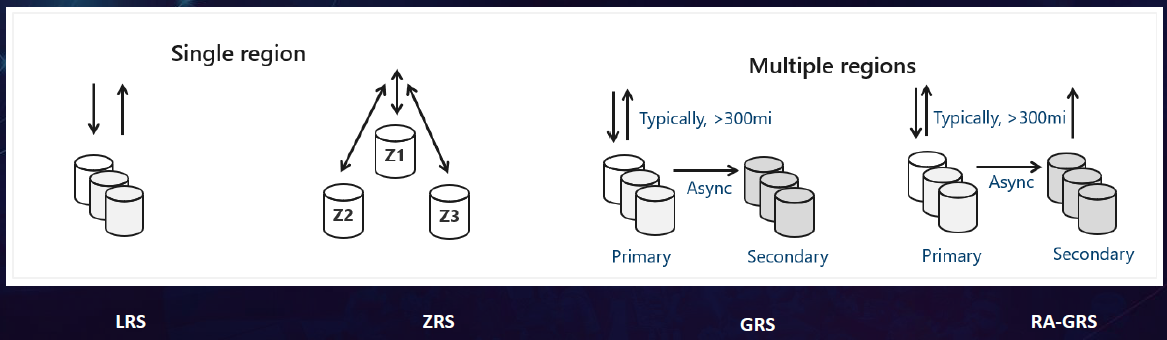 Single region
Multiple regions
Z1
Z2
Z3
Typically, >300mi
Async
Primary
Secondary
Typically, >300mi
Async
Primary
Secondary
LRS
ZRS
GRS
RA-GRS